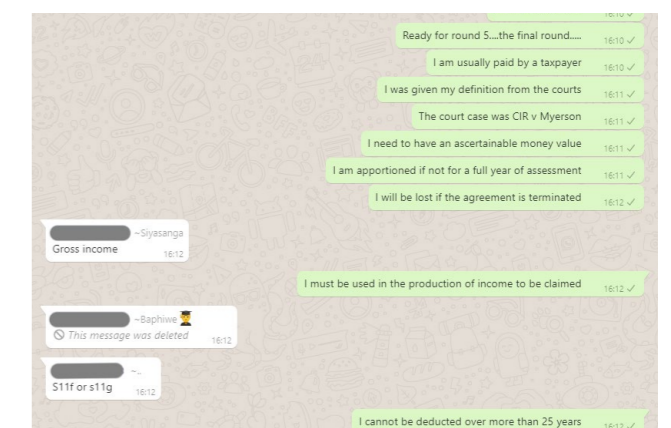 16:10 ✓
Ready for round 5....the final round..... 16:10 ✓
I am usually paid by a taxpayer 16:10 ✓
I was given my definition from the courts 16:11 ✓
The court case was CIR v Myerson 16:11 ✓
I need to have an ascertainable money value 16:11 ✓
I am apportioned if not for a full year of assessment 16:11 ✓
I will be lost if the agreement is terminated 16:12 ✓
~Siyasanga
Gross income 16:12
I must be used in the production of income to be claimed 16:12 ✓
~Baphiwe
This message was deleted 16:12
~..
S11f or s11g 16:12
I cannot be deducted over more than 25 years 16:12 ✓